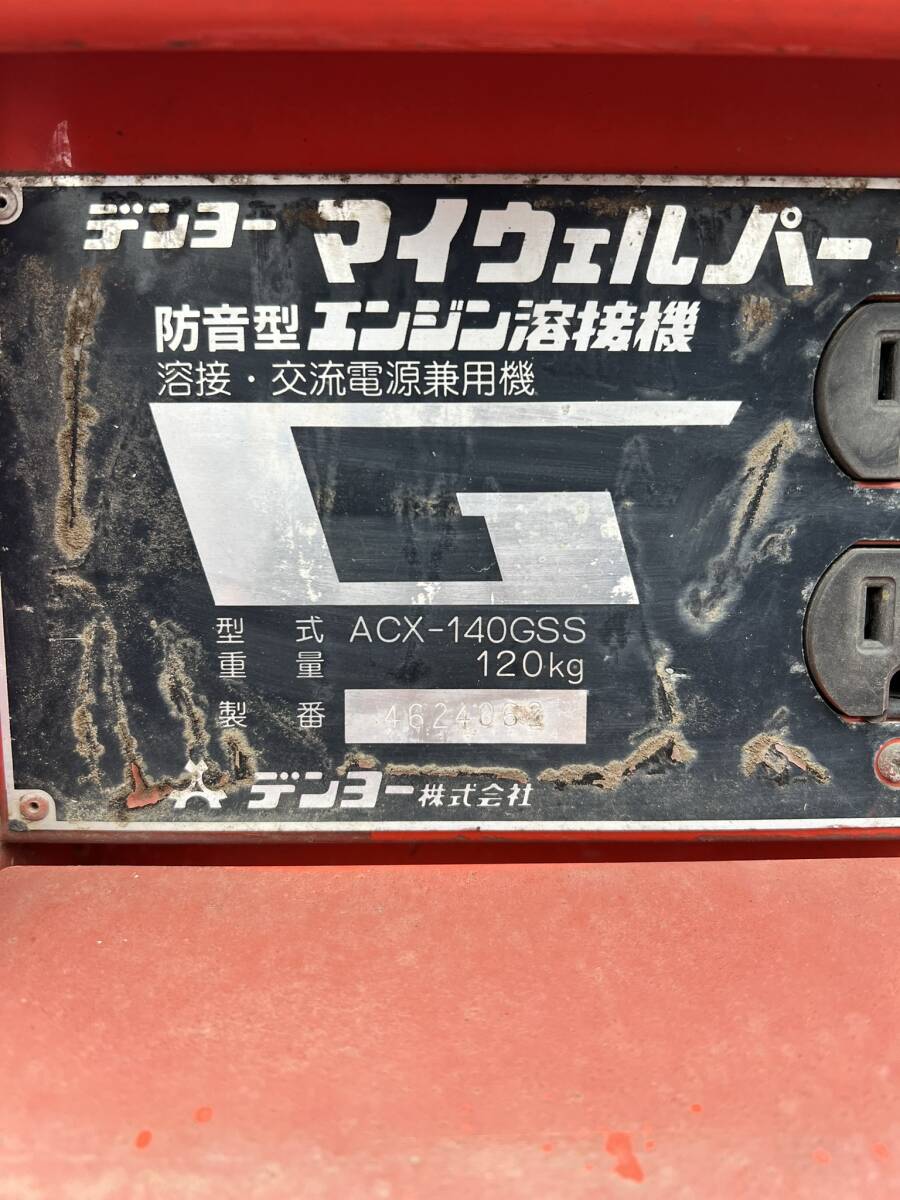 デンヨー マイウェルパー
防音型 エンジン溶接機
溶接・交流電源兼用機
G
型式 ACX-140GSS
重量 120kg
製番
デンヨー株式会社